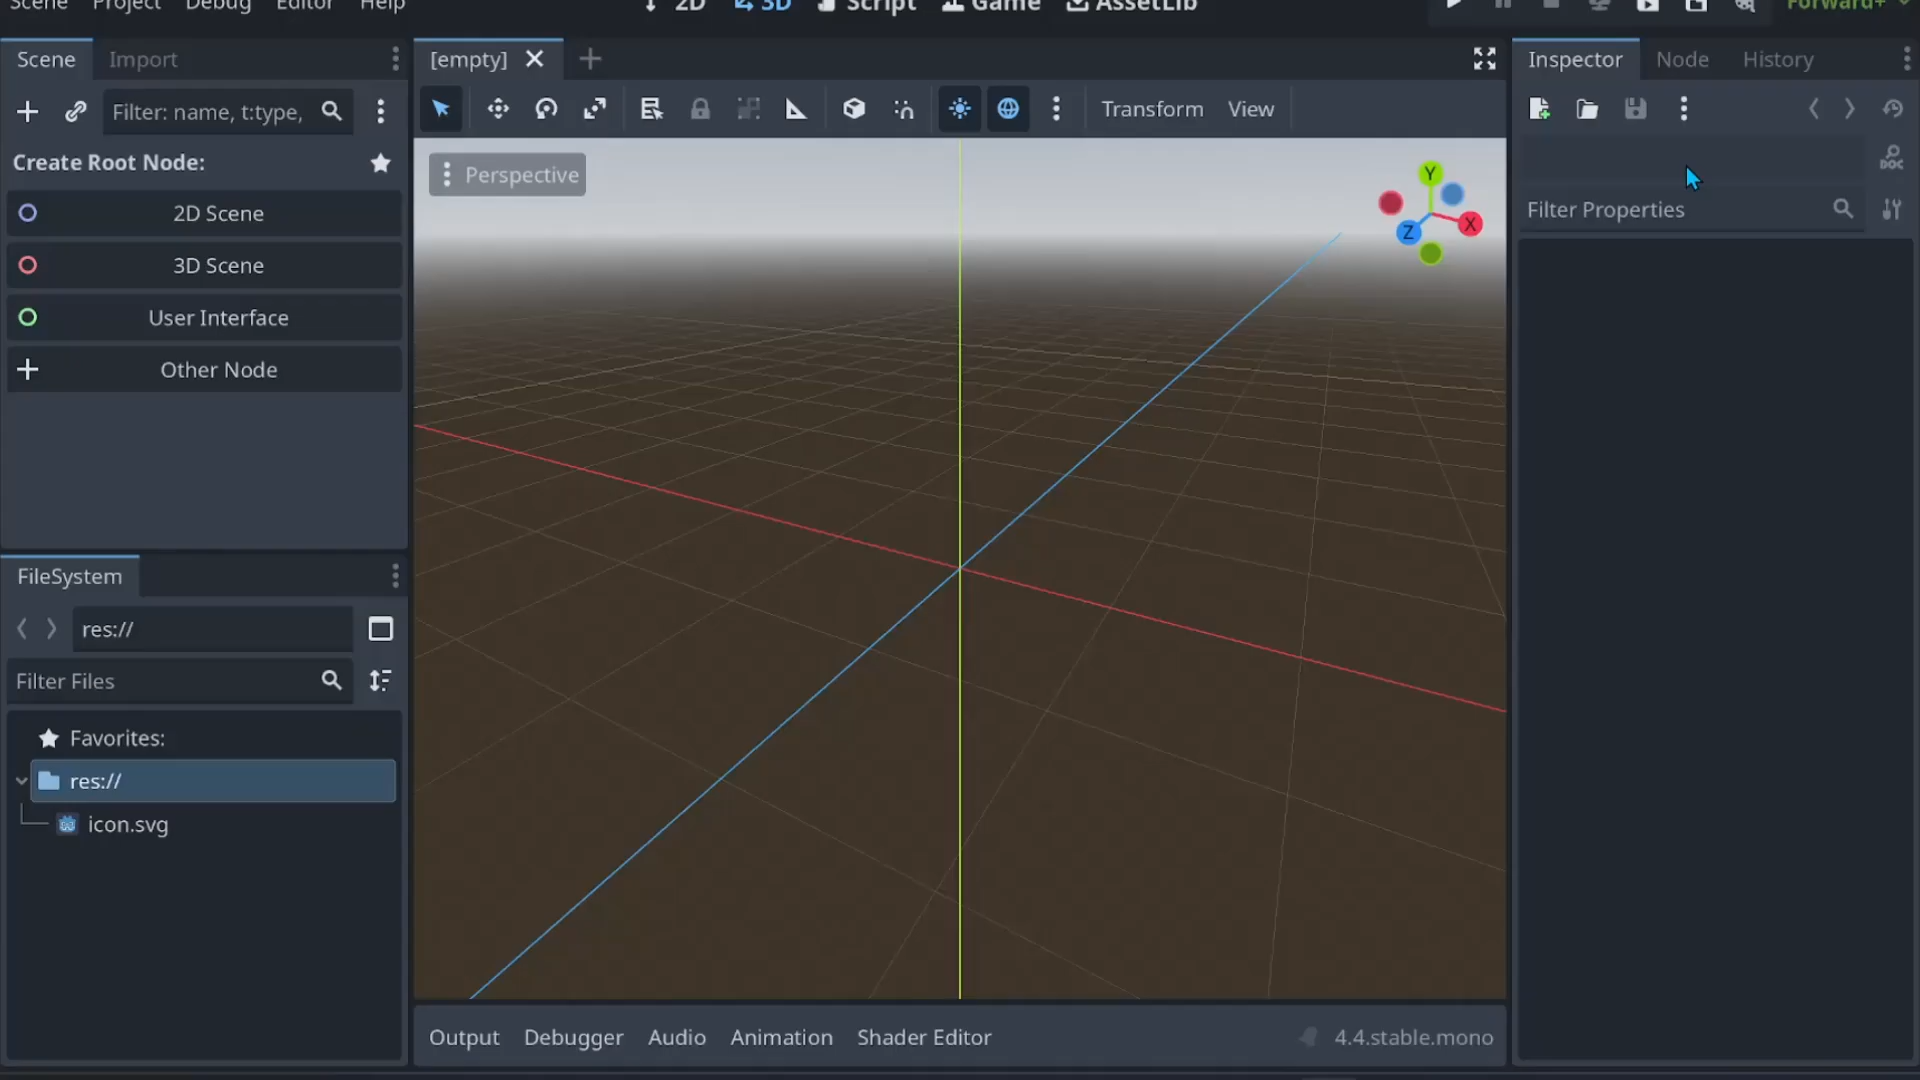 Scene Project Debug Editor Help
2D 3D Script Game AssetLib
Forward+
Scene Import
Filter: name, t:type,
Create Root Node:
2D Scene
3D Scene
User Interface
Other Node
FileSystem
res://
Filter Files
Favorites:
res://
icon.svg
[empty]
Transform View
Perspective
Y
X
Z
Output Debugger Audio Animation Shader Editor 4.4.stable.mono
Inspector Node History
DOC
Filter Properties